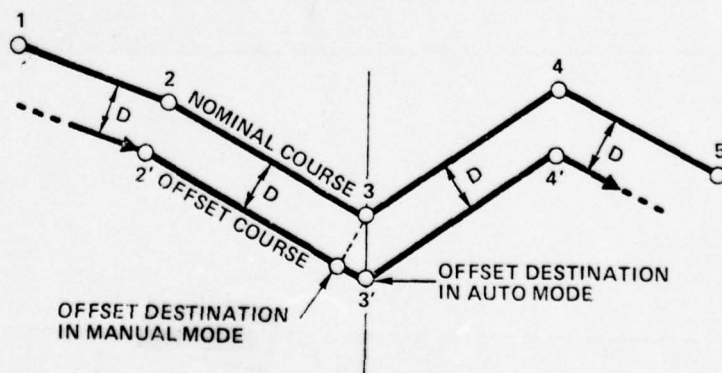 1
2
NOMINAL COURSE
D
2'
OFFSET COURSE
D
3
3'
4
D
4'
D
5
OFFSET DESTINATION
IN MANUAL MODE
OFFSET DESTINATION
IN AUTO MODE